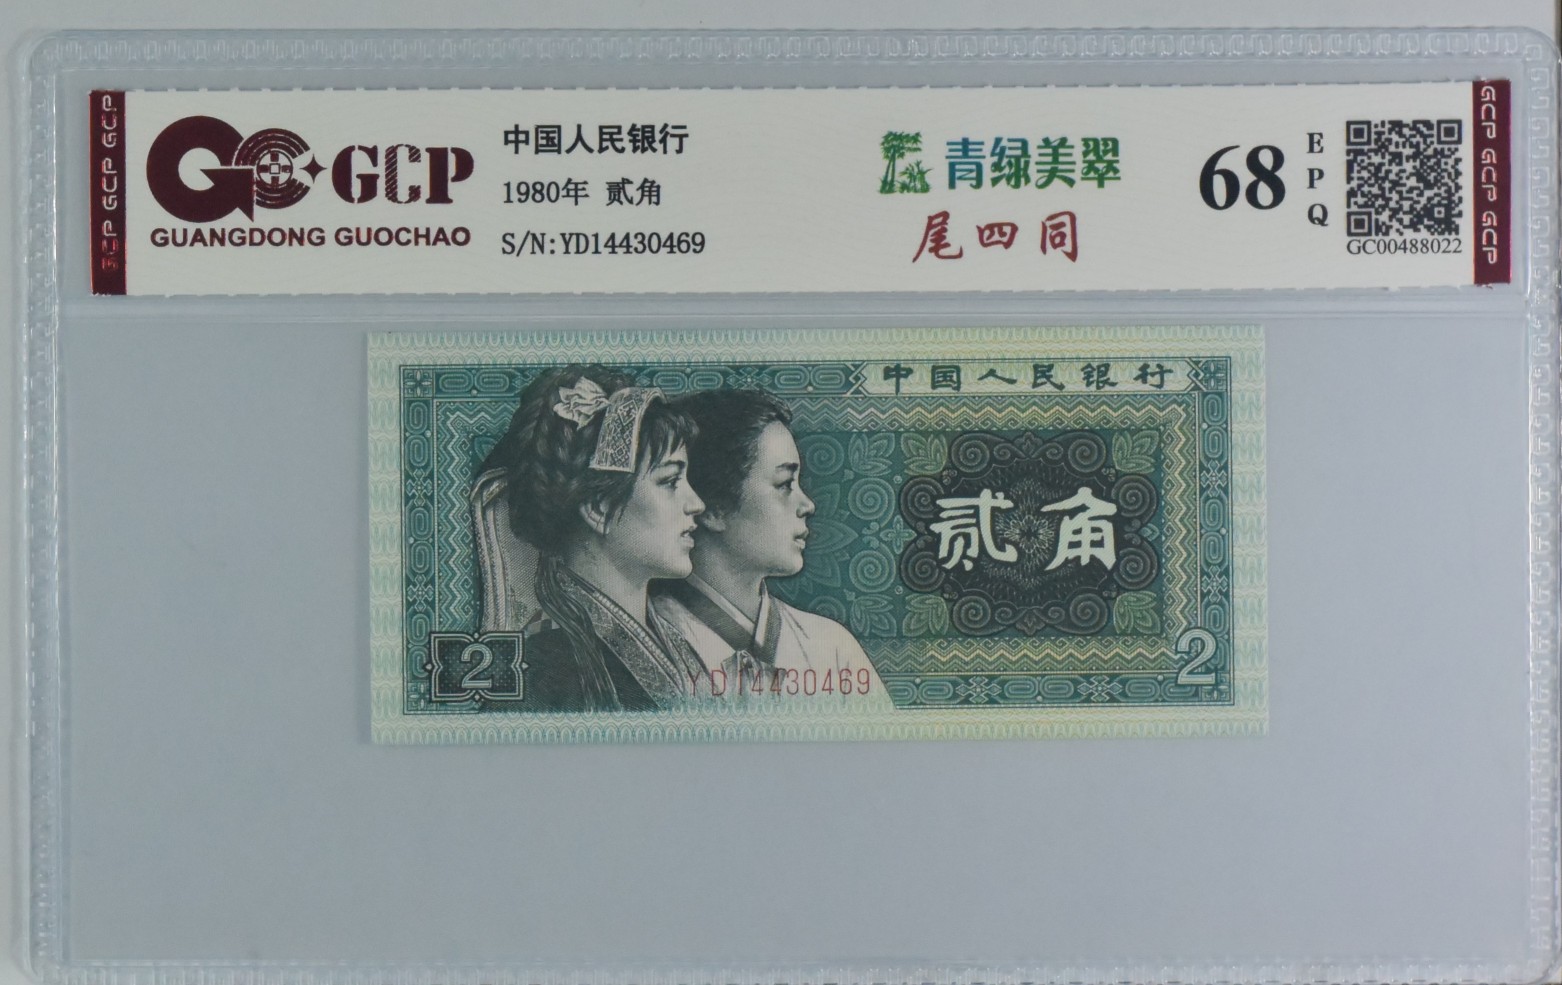 GCP GCP GCP
GCP
GUANGDONG GUOCHAO
中国人民银行
1980年 贰角
S/N:YD14430469
青绿美翠
尾四同
68
EPQ
GC00488022
GCP GCP GCP
中国人民银行
贰角
2
2
YD14430469